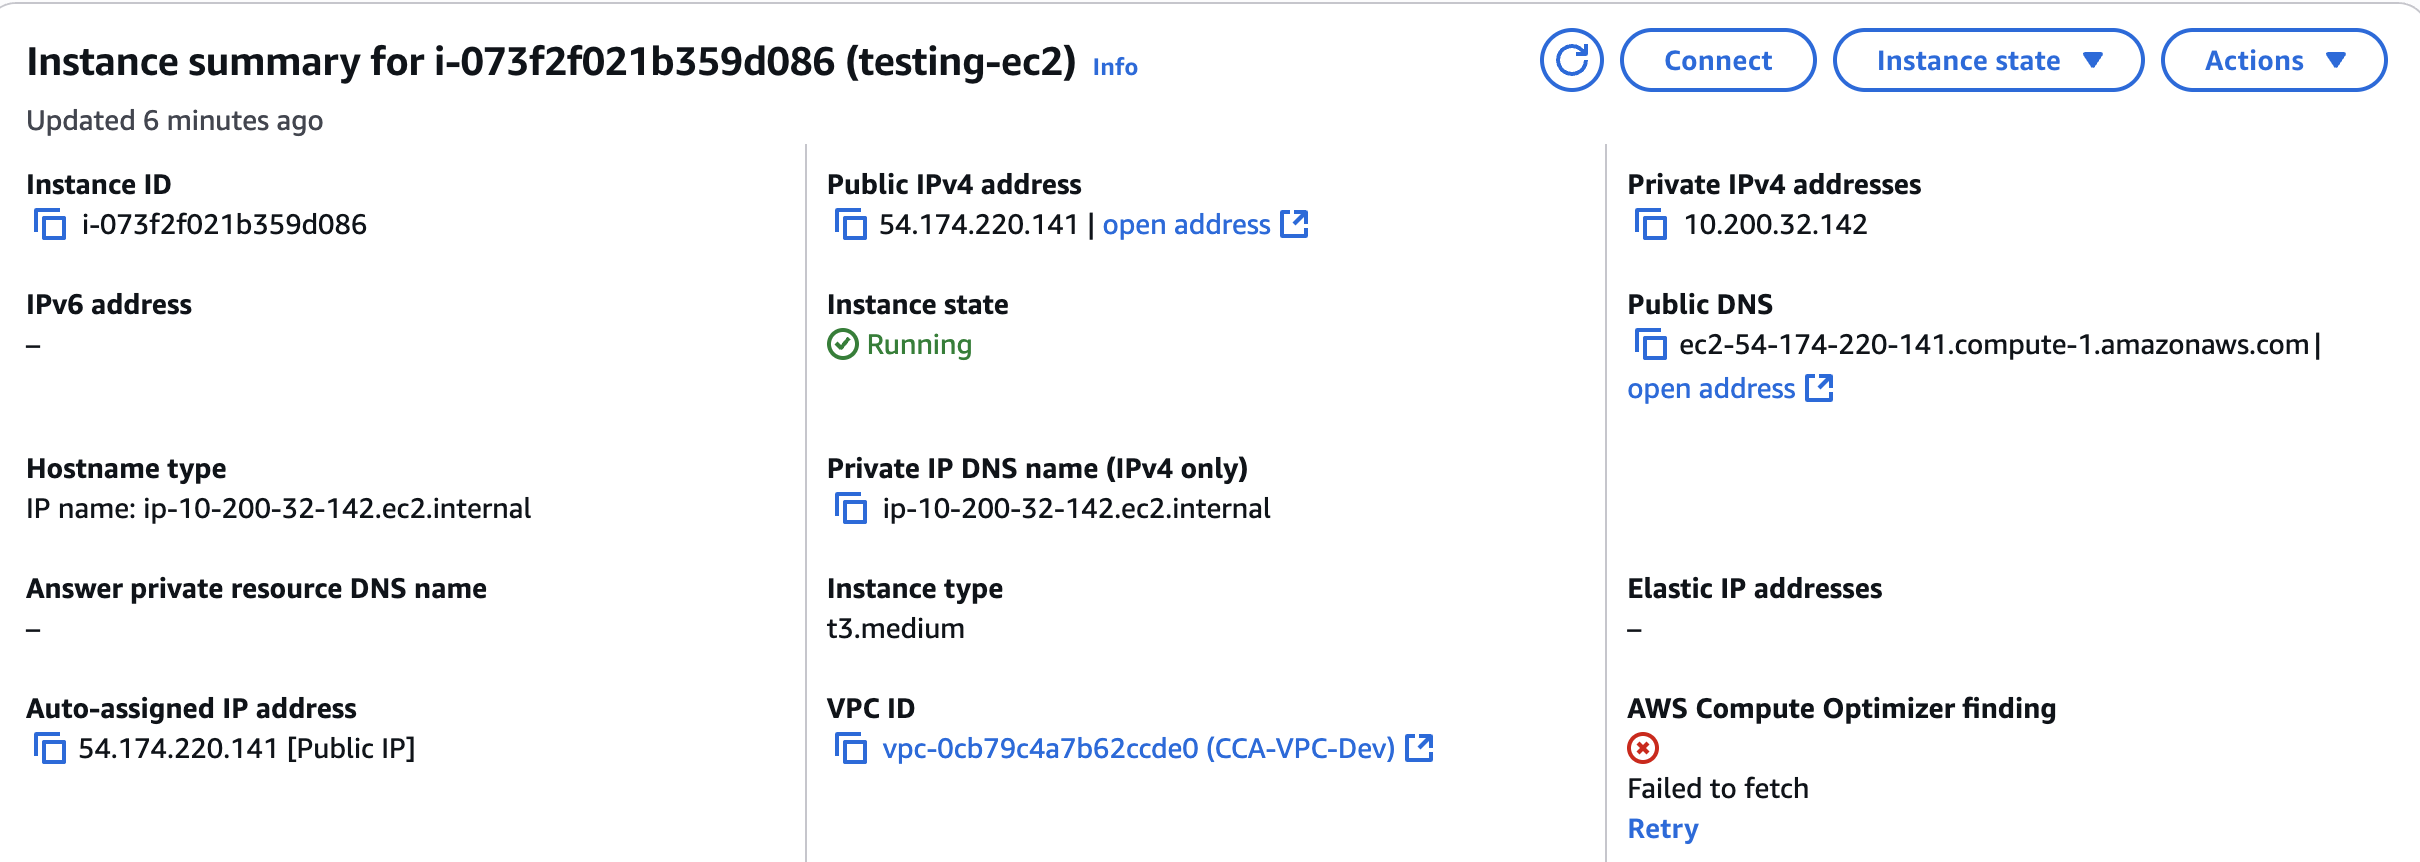 Instance summary for i-073f2f021b359d086 (testing-ec2) Info
Connect
Instance state
Actions
Updated 6 minutes ago
Instance ID
i-073f2f021b359d086
Public IPv4 address
54.174.220.141 | open address
Private IPv4 addresses
10.200.32.142
IPv6 address
–
Instance state
Running
Public DNS
ec2-54-174-220-141.compute-1.amazonaws.com |
open address
Hostname type
IP name: ip-10-200-32-142.ec2.internal
Private IP DNS name (IPv4 only)
ip-10-200-32-142.ec2.internal
Answer private resource DNS name
–
Instance type
t3.medium
Elastic IP addresses
–
Auto-assigned IP address
54.174.220.141 [Public IP]
VPC ID
vpc-0cb79c4a7b62ccde0 (CCA-VPC-Dev)
AWS Compute Optimizer finding
Failed to fetch
Retry